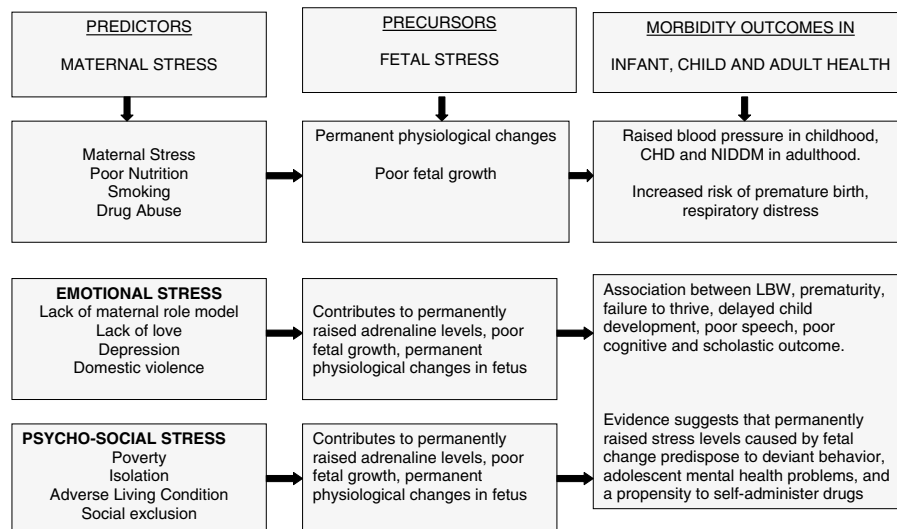 PREDICTORS
MATERNAL STRESS
PRECURSORS
FETAL STRESS
MORBIDITY OUTCOMES IN
INFANT, CHILD AND ADULT HEALTH
Maternal Stress
Poor Nutrition
Smoking
Drug Abuse
Permanent physiological changes
Poor fetal growth
Raised blood pressure in childhood,
CHD and NIDDM in adulthood.
Increased risk of premature birth,
respiratory distress
EMOTIONAL STRESS
Lack of maternal role model
Lack of love
Depression
Domestic violence
Contributes to permanently
raised adrenaline levels, poor
fetal growth, permanent
physiological changes in fetus
Association between LBW, prematurity,
failure to thrive, delayed child
development, poor speech, poor
cognitive and scholastic outcome.
PSYCHO-SOCIAL STRESS
Poverty
Isolation
Adverse Living Condition
Social exclusion
Contributes to permanently
raised adrenaline levels, poor
fetal growth, permanent
physiological changes in fetus
Evidence suggests that permanently
raised stress levels caused by fetal
change predispose to deviant behavior,
adolescent mental health problems, and
a propensity to self-administer drugs